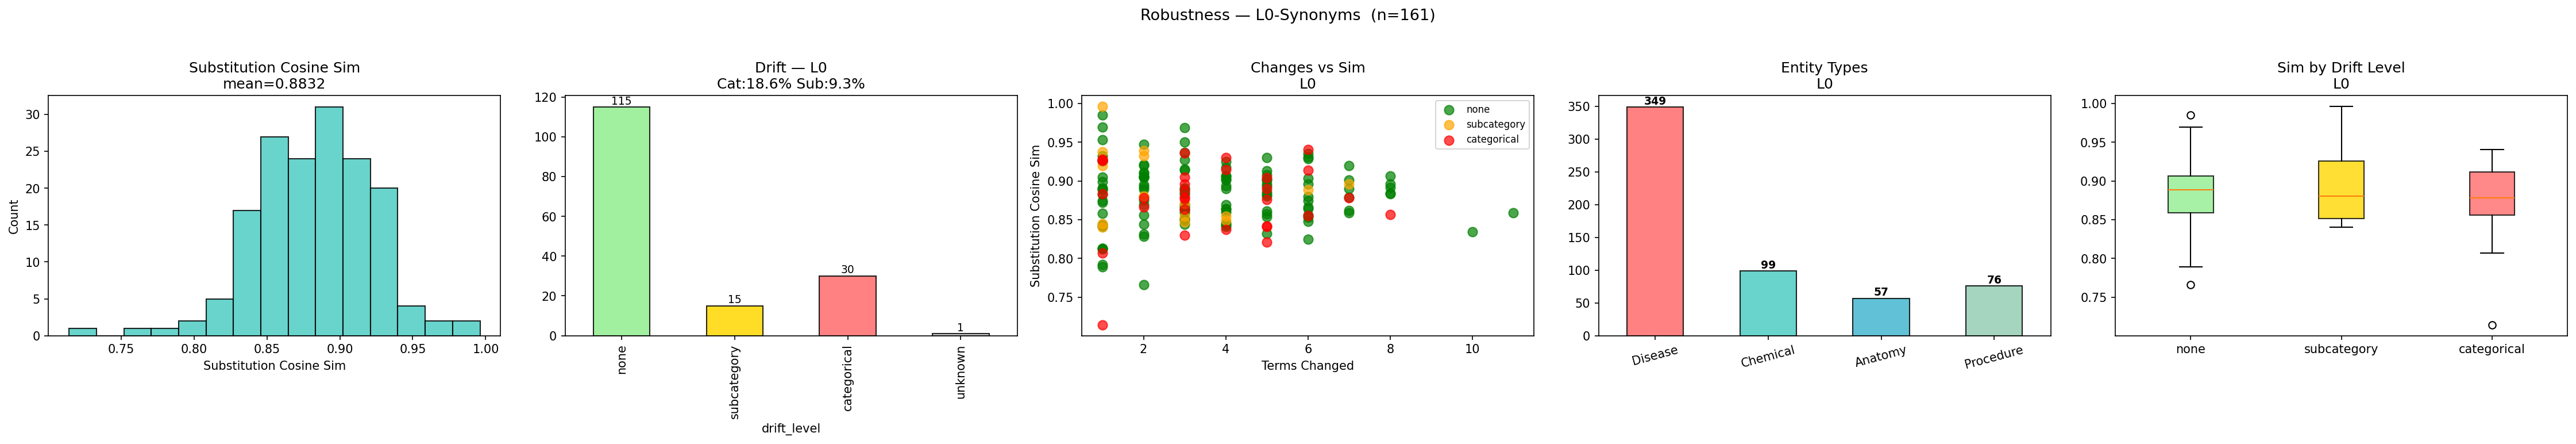 Robustness — L0-Synonyms  (n=161)
Substitution Cosine Sim
mean=0.8832
Count
30
25
20
15
10
5
0
0.75
0.80
0.85
0.90
0.95
1.00
Substitution Cosine Sim
Drift — L0
Cat:18.6% Sub:9.3%
120
100
80
60
40
20
0
115
15
30
1
none
subcategory
categorical
unknown
drift_level
Changes vs Sim
L0
Substitution Cosine Sim
1.00
0.95
0.90
0.85
0.80
0.75
none
subcategory
categorical
2
4
6
8
10
Terms Changed
Entity Types
L0
350
300
250
200
150
100
50
0
349
99
57
76
Disease
Chemical
Anatomy
Procedure
Sim by Drift Level
L0
1.00
0.95
0.90
0.85
0.80
0.75
none
subcategory
categorical